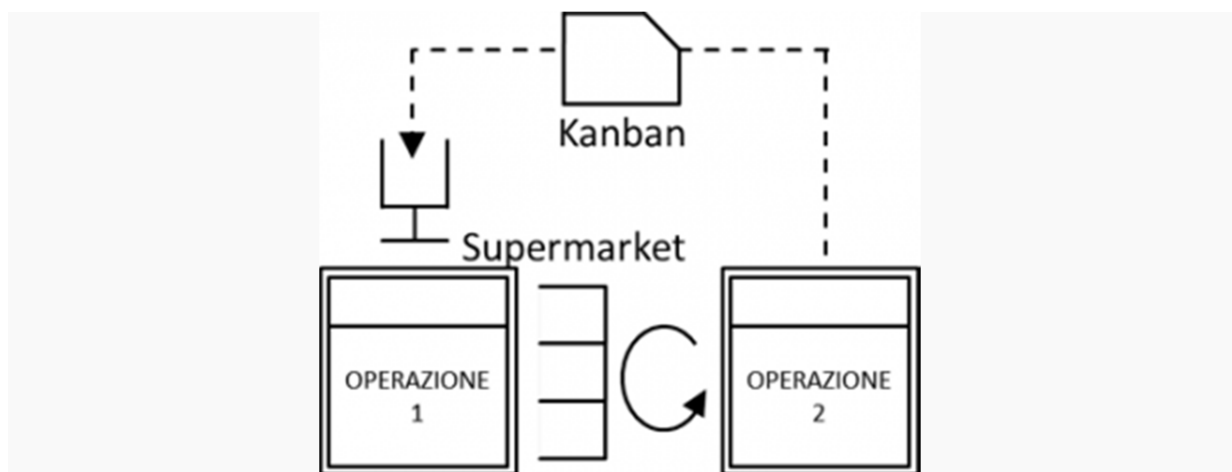 Kanban
Supermarket
OPERAZIONE
1
OPERAZIONE
2